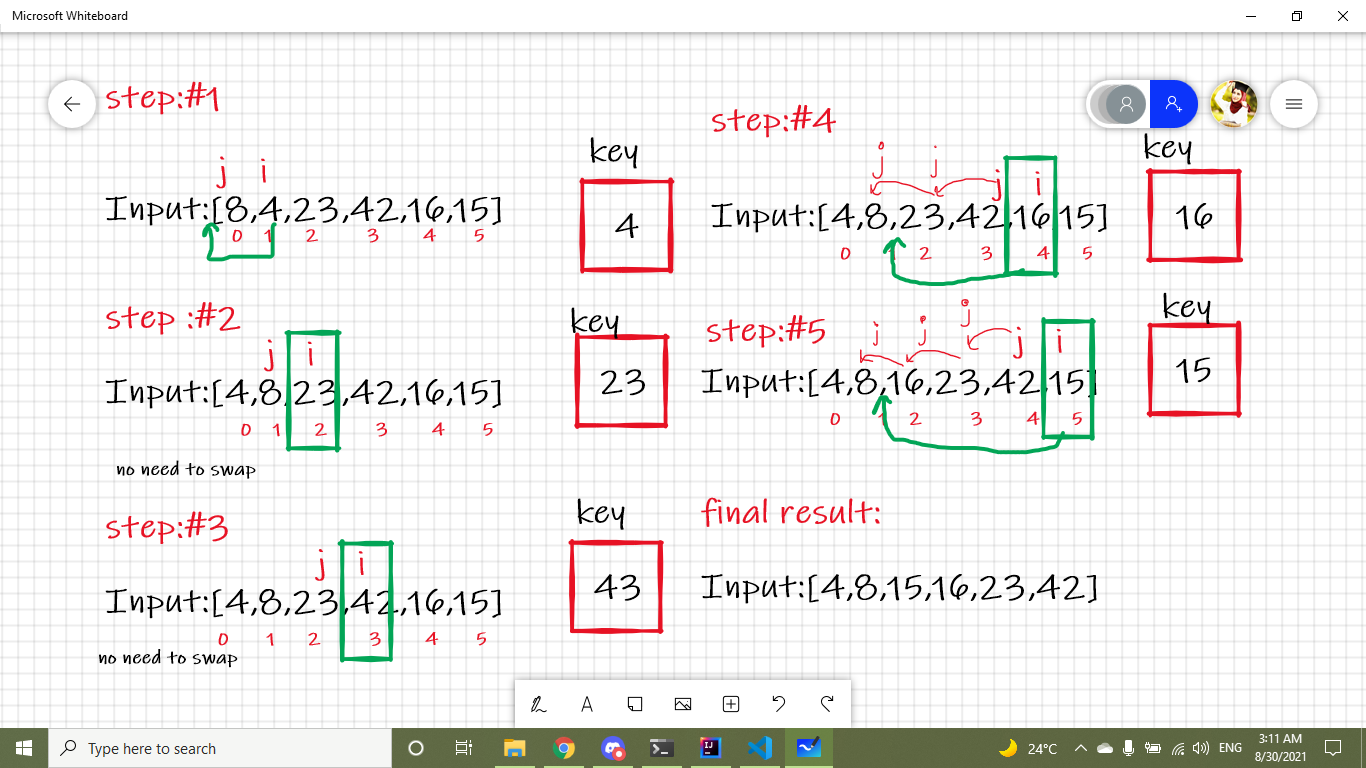 Microsoft Whiteboard
step:#1
key
j i
Input:[8,4,23,42,16,15]
4
0 1 2 3 4 5
step :#2
key
j i
Input:[4,8,23,42,16,15]
23
0 1 2 3 4 5
no need to swap
step:#3
key
j i
Input:[4,8,23,42,16,15]
43
0 1 2 3 4 5
no need to swap
step:#4
key
j j j i
Input:[4,8,23,42,16,15]
16
0 2 3 4 5
step:#5
key
j j j j i
Input:[4,8,16,23,42,15]
15
0 1 2 3 4 5
final result:
Input:[4,8,15,16,23,42]
A
Type here to search
24°C
ENG
3:11 AM
8/30/2021